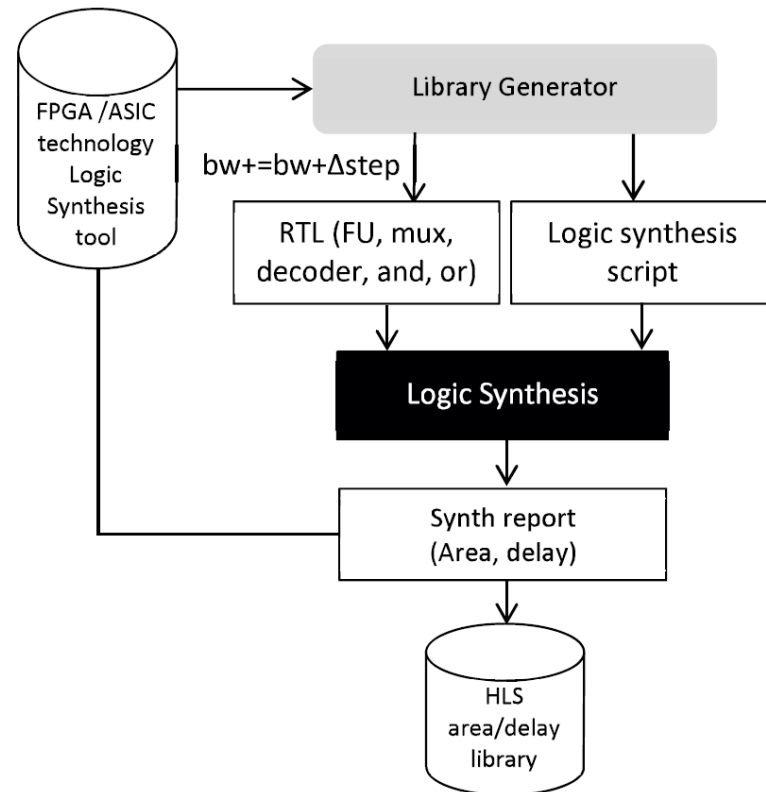 FPGA /ASIC
technology
Logic
Synthesis
tool
Library Generator
bw+=bw+Δstep
RTL (FU, mux,
decoder, and, or)
Logic synthesis
script
Logic Synthesis
Synth report
(Area, delay)
HLS
area/delay
library